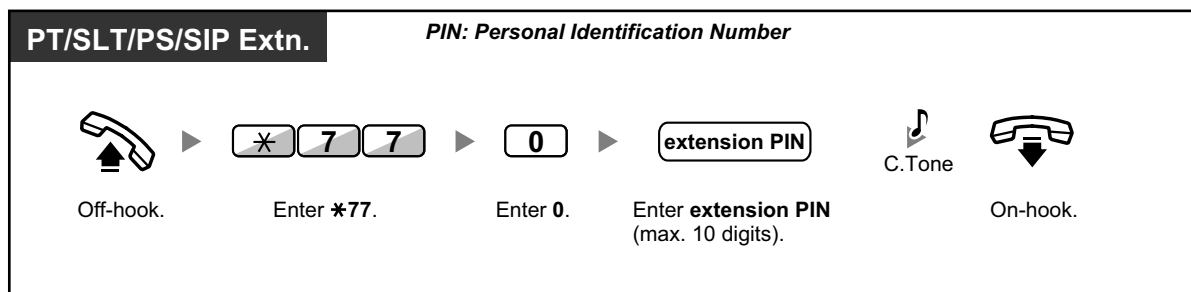 PT/SLT/PS/SIP Extn.
PIN: Personal Identification Number
* 7 7
0
extension PIN
C.Tone
Off-hook.
Enter *77.
Enter 0.
Enter extension PIN
(max. 10 digits).
On-hook.